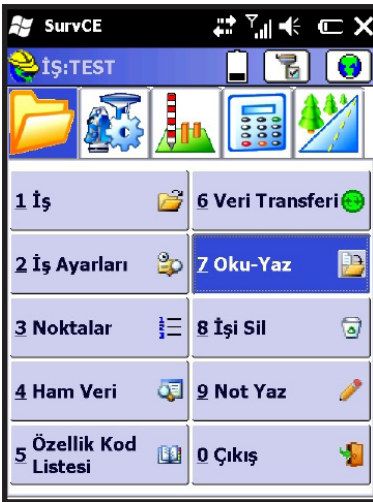 SurvCE
İŞ:TEST
1 İş
6 Veri Transferi
2 İş Ayarları
7 Oku-Yaz
3 Noktalar
8 İşi Sil
4 Ham Veri
9 Not Yaz
5 Özellik Kod
Listesi
0 Çıkış